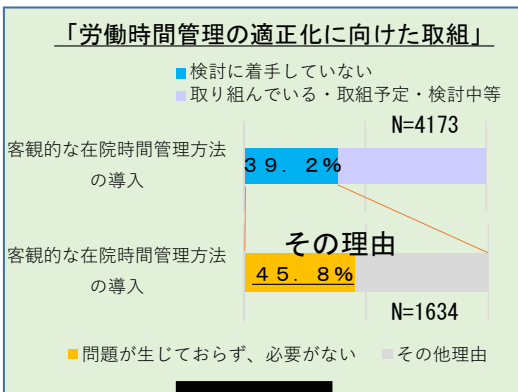 「労働時間管理の適正化に向けた取組」
■検討に着手していない
■取り組んでいる・取組予定・検討中等
N=4173
客観的な在院時間管理方法
の導入
39.2%
その理由
客観的な在院時間管理方法
の導入
45.8%
N=1634
■問題が生じておらず、必要がない ■その他理由